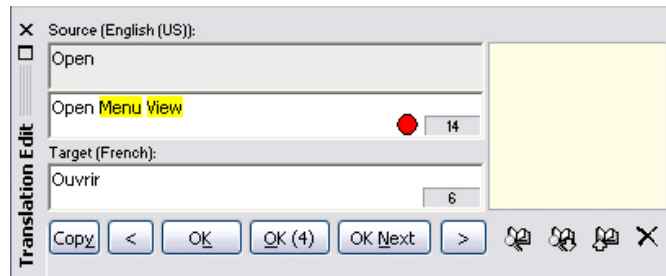 Source (English (US)):
Open
Open Menu View
14
Target (French):
Ouvrir
6
Copy < OK OK (4) OK Next >
Translation Edit